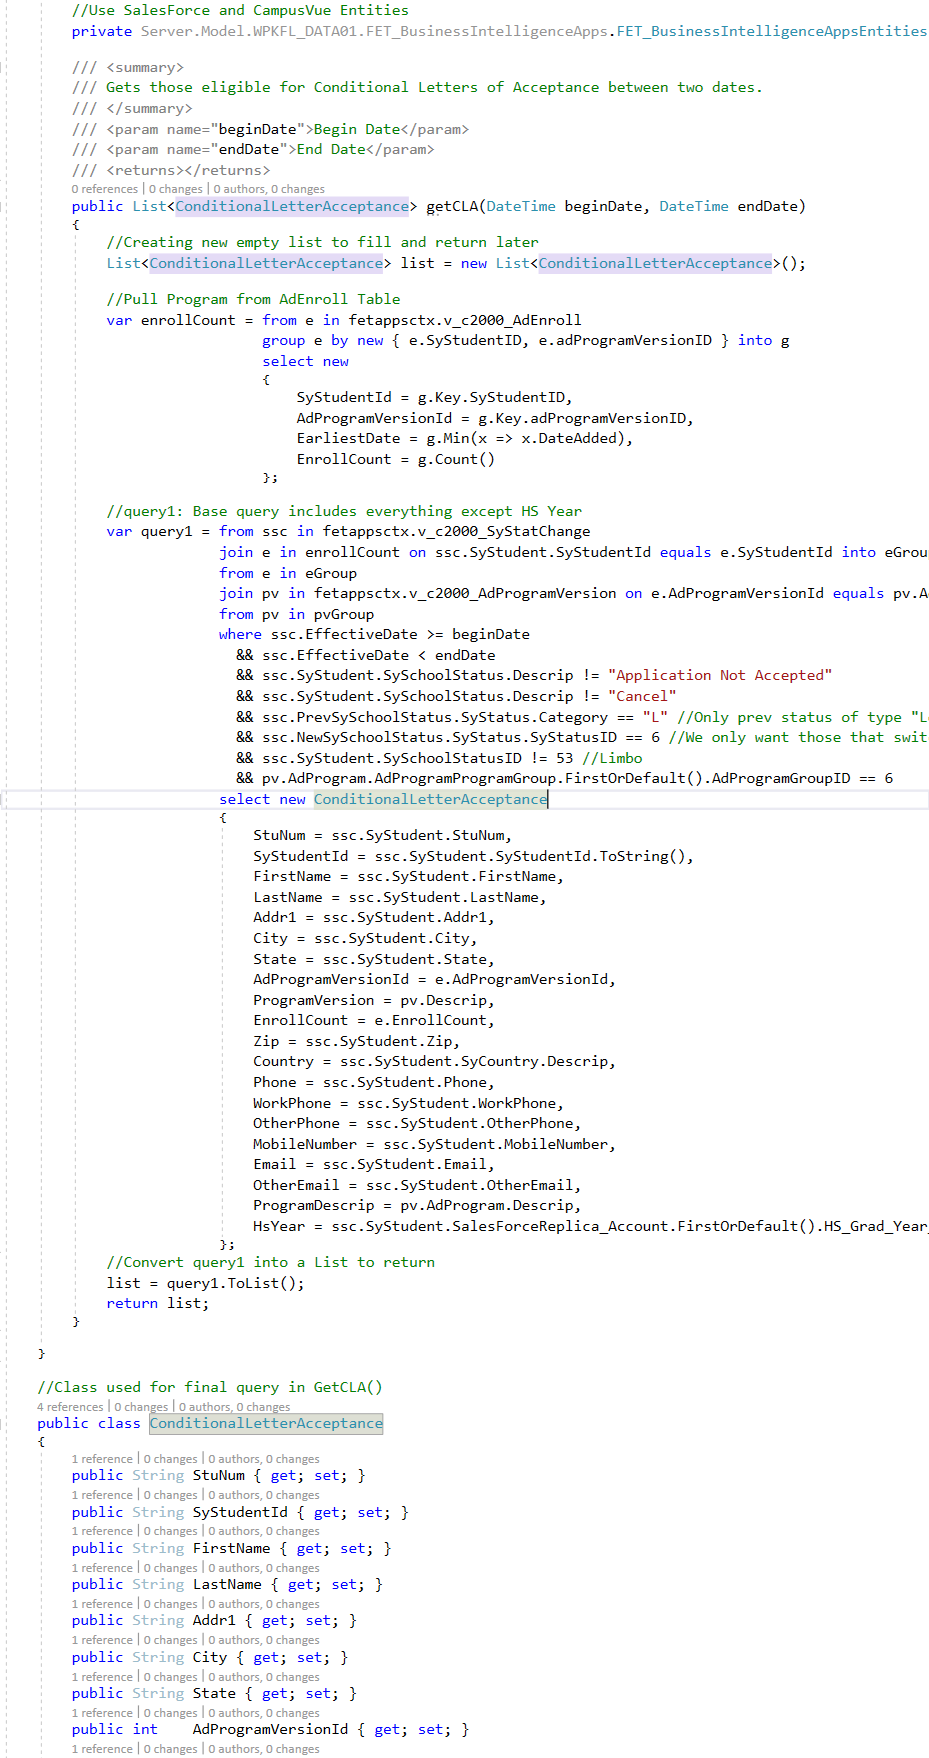 //Use SalesForce and CampusVue Entities
private Server.Model.WPKFL_DATA01.FET_BusinessIntelligenceApps.FET_BusinessIntelligenceAppsEntities
/// <summary>
/// Gets those eligible for Conditional Letters of Acceptance between two dates.
/// </summary>
/// <param name="beginDate">Begin Date</param>
/// <param name="endDate">End Date</param>
/// <returns></returns>
0 references | 0 changes | 0 authors, 0 changes
public List<ConditionalLetterAcceptance> getCLA(DateTime beginDate, DateTime endDate)
{
//Creating new empty list to fill and return later
List<ConditionalLetterAcceptance> list = new List<ConditionalLetterAcceptance>();
//Pull Program from AdEnroll Table
var enrollCount = from e in fetappsctx.v_c2000_AdEnroll
group e by new { e.SyStudentID, e.adProgramVersionID } into g
select new
{
SyStudentId = g.Key.SyStudentID,
AdProgramVersionId = g.Key.adProgramVersionID,
EarliestDate = g.Min(x => x.DateAdded),
EnrollCount = g.Count()
};
//query1: Base query includes everything except HS Year
var query1 = from ssc in fetappsctx.v_c2000_SyStatChange
join e in enrollCount on ssc.SyStudent.SyStudentId equals e.SyStudentId into eGrou
from e in eGroup
join pv in fetappsctx.v_c2000_AdProgramVersion on e.AdProgramVersionId equals pv.A
from pv in pvGroup
where ssc.EffectiveDate >= beginDate
&& ssc.EffectiveDate < endDate
&& ssc.SyStudent.SySchoolStatus.Descrip != "Application Not Accepted"
&& ssc.SyStudent.SySchoolStatus.Descrip != "Cancel"
&& ssc.PrevSySchoolStatus.SyStatus.Category == "L" //Only prev status of type "L
&& ssc.NewSySchoolStatus.SyStatus.SyStatusID == 6 //We only want those that swit
&& ssc.SyStudent.SySchoolStatusID != 53 //Limbo
&& pv.AdProgram.AdProgramProgramGroup.FirstOrDefault().AdProgramGroupID == 6
select new ConditionalLetterAcceptance
{
StuNum = ssc.SyStudent.StuNum,
SyStudentId = ssc.SyStudent.SyStudentId.ToString(),
FirstName = ssc.SyStudent.FirstName,
LastName = ssc.SyStudent.LastName,
Addr1 = ssc.SyStudent.Addr1,
City = ssc.SyStudent.City,
State = ssc.SyStudent.State,
AdProgramVersionId = e.AdProgramVersionId,
ProgramVersion = pv.Descrip,
EnrollCount = e.EnrollCount,
Zip = ssc.SyStudent.Zip,
Country = ssc.SyStudent.SyCountry.Descrip,
Phone = ssc.SyStudent.Phone,
WorkPhone = ssc.SyStudent.WorkPhone,
OtherPhone = ssc.SyStudent.OtherPhone,
MobileNumber = ssc.SyStudent.MobileNumber,
Email = ssc.SyStudent.Email,
OtherEmail = ssc.SyStudent.OtherEmail,
ProgramDescrip = pv.AdProgram.Descrip,
HsYear = ssc.SyStudent.SalesForceReplica_Account.FirstOrDefault().HS_Grad_Year_
};
//Convert query1 into a List to return
list = query1.ToList();
return list;
}
}
//Class used for final query in GetCLA()
4 references | 0 changes | 0 authors, 0 changes
public class ConditionalLetterAcceptance
{
1 reference | 0 changes | 0 authors, 0 changes
public String StuNum { get; set; }
1 reference | 0 changes | 0 authors, 0 changes
public String SyStudentId { get; set; }
1 reference | 0 changes | 0 authors, 0 changes
public String FirstName { get; set; }
1 reference | 0 changes | 0 authors, 0 changes
public String LastName { get; set; }
1 reference | 0 changes | 0 authors, 0 changes
public String Addr1 { get; set; }
1 reference | 0 changes | 0 authors, 0 changes
public String City { get; set; }
1 reference | 0 changes | 0 authors, 0 changes
public String State { get; set; }
1 reference | 0 changes | 0 authors, 0 changes
public int    AdProgramVersionId { get; set; }
1 reference | 0 changes | 0 authors, 0 changes